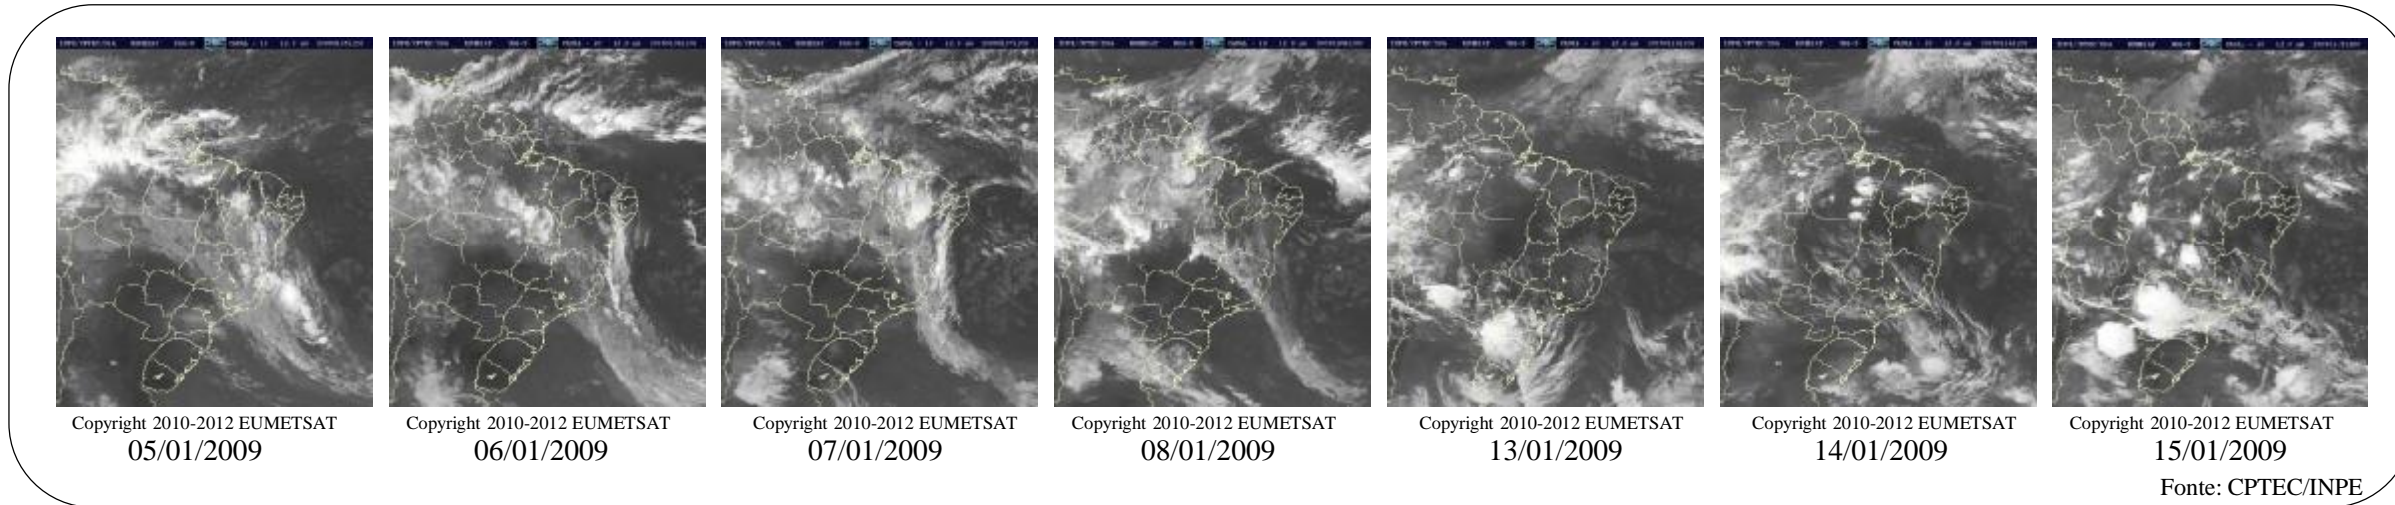 Copyright 2010-2012 EUMETSAT
05/01/2009
Copyright 2010-2012 EUMETSAT
06/01/2009
Copyright 2010-2012 EUMETSAT
07/01/2009
Copyright 2010-2012 EUMETSAT
08/01/2009
Copyright 2010-2012 EUMETSAT
13/01/2009
Copyright 2010-2012 EUMETSAT
14/01/2009
Copyright 2010-2012 EUMETSAT
15/01/2009
Fonte: CPTEC/INPE